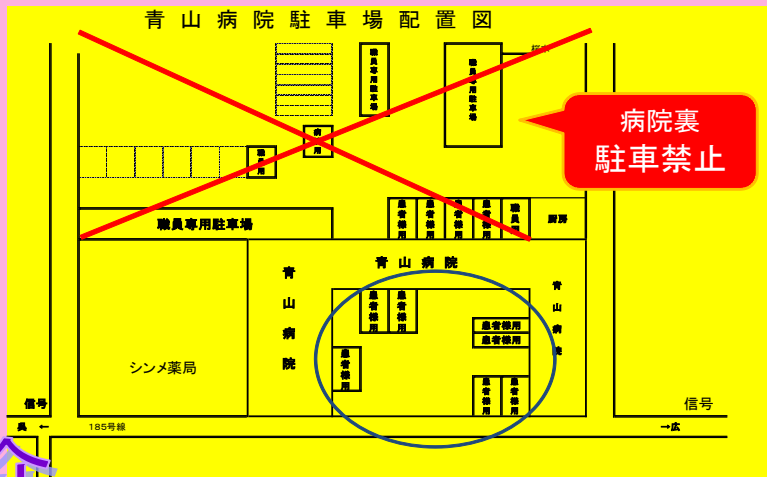 青山病院駐車場配置図
職員専用駐車場
職員専用駐車場
病院裏
駐車禁止
職員用
職員専用駐車場
患者様用
患者様用
患者様用
患者様用
職員用
厨房
青山病院
青山病院
青山病院
患者様用
患者様用
患者様用
患者様用
患者様用
患者様用
患者様用
シンメ薬局
信号
信号
呉 ←
185号線
→広